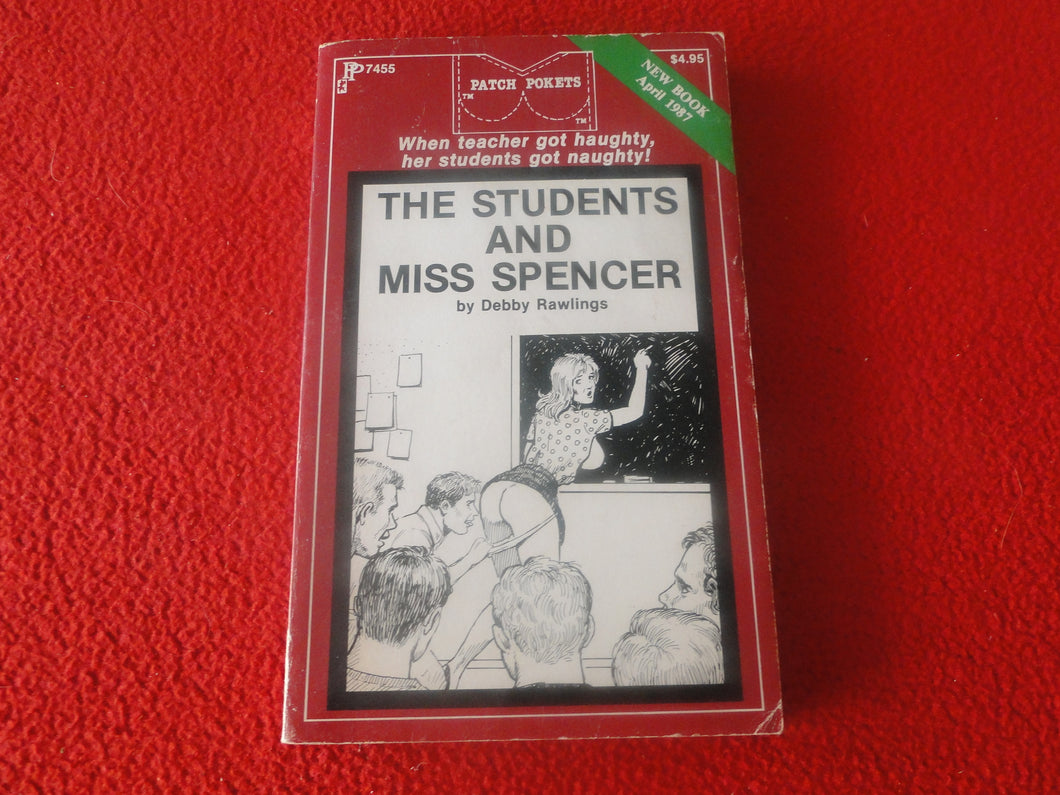 PP 7455
PATCH POKETS
TM
TM
$4.95
NEW BOOK
April 1987
When teacher got haughty,
her students got naughty!
THE STUDENTS
AND
MISS SPENCER
by Debby Rawlings